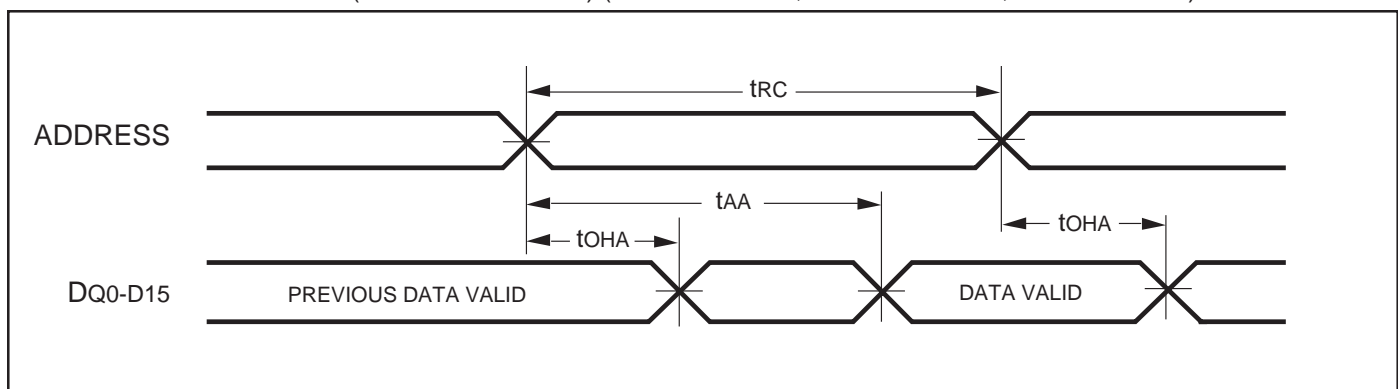 tRC
ADDRESS
tAA
tOHA
tOHA
DQ0-D15
PREVIOUS DATA VALID
DATA VALID